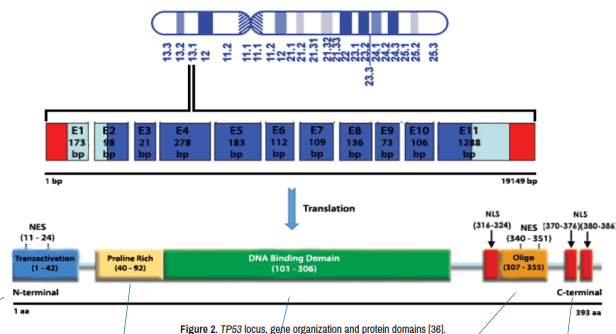 13.3 13.2 13.1 12 11.2 11.1 11.1 11.2 12 21.1 21.2 21.31 21.32 21.33 22 23.1 23.2 23.3 24.1 24.2 24.3 25.1 25.2 25.3
E1 E2 E3 E4 E5 E6 E7 E8 E9 E10 E11
173 98 21 278 183 112 109 136 73 106 1288
bp bp bp bp bp bp bp bp bp bp bp
1 bp 19149 bp
Translation
NES
(11 - 24)
NLS
(316-324)
NES
(340 - 351)
NLS
(370-376)(380-386)
Transactivation
(1 - 42)
Proline Rich
(40 - 92)
DNA Binding Domain
(101 - 306)
Oligo
(307 - 355)
N-terminal C-terminal
1 aa 393 aa
Figure 2. TP53 locus, gene organization and protein domains [36].